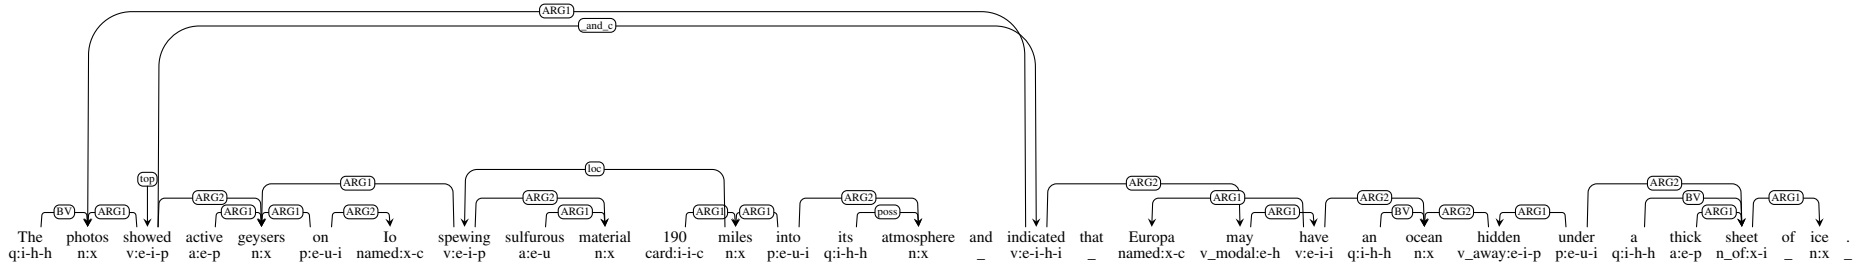 ARG1
_and_c
loc
top ARG1 ARG2
ARG2 ARG2 ARG2 ARG1 ARG2 BV ARG2
BV ARG1 ARG1 ARG1 ARG2 ARG1 ARG1 ARG1 poss ARG1 BV ARG2 ARG1 ARG1 ARG1
The photos showed active geysers on Io spewing sulfurous material 190 miles into its atmosphere and indicated that Europa may have an ocean hidden under a thick sheet of ice .
q:i-h-h n:x v:e-i-p a:e-p n:x p:e-u-i named:x-c v:e-i-p a:e-u n:x card:i-i-c n:x p:e-u-i q:i-h-h n:x _ v:e-i-h-i _ named:x-c v_modal:e-h v:e-i-i q:i-h-h n:x v_away:e-i-p p:e-u-i q:i-h-h a:e-p n_of:x-i _ n:x _